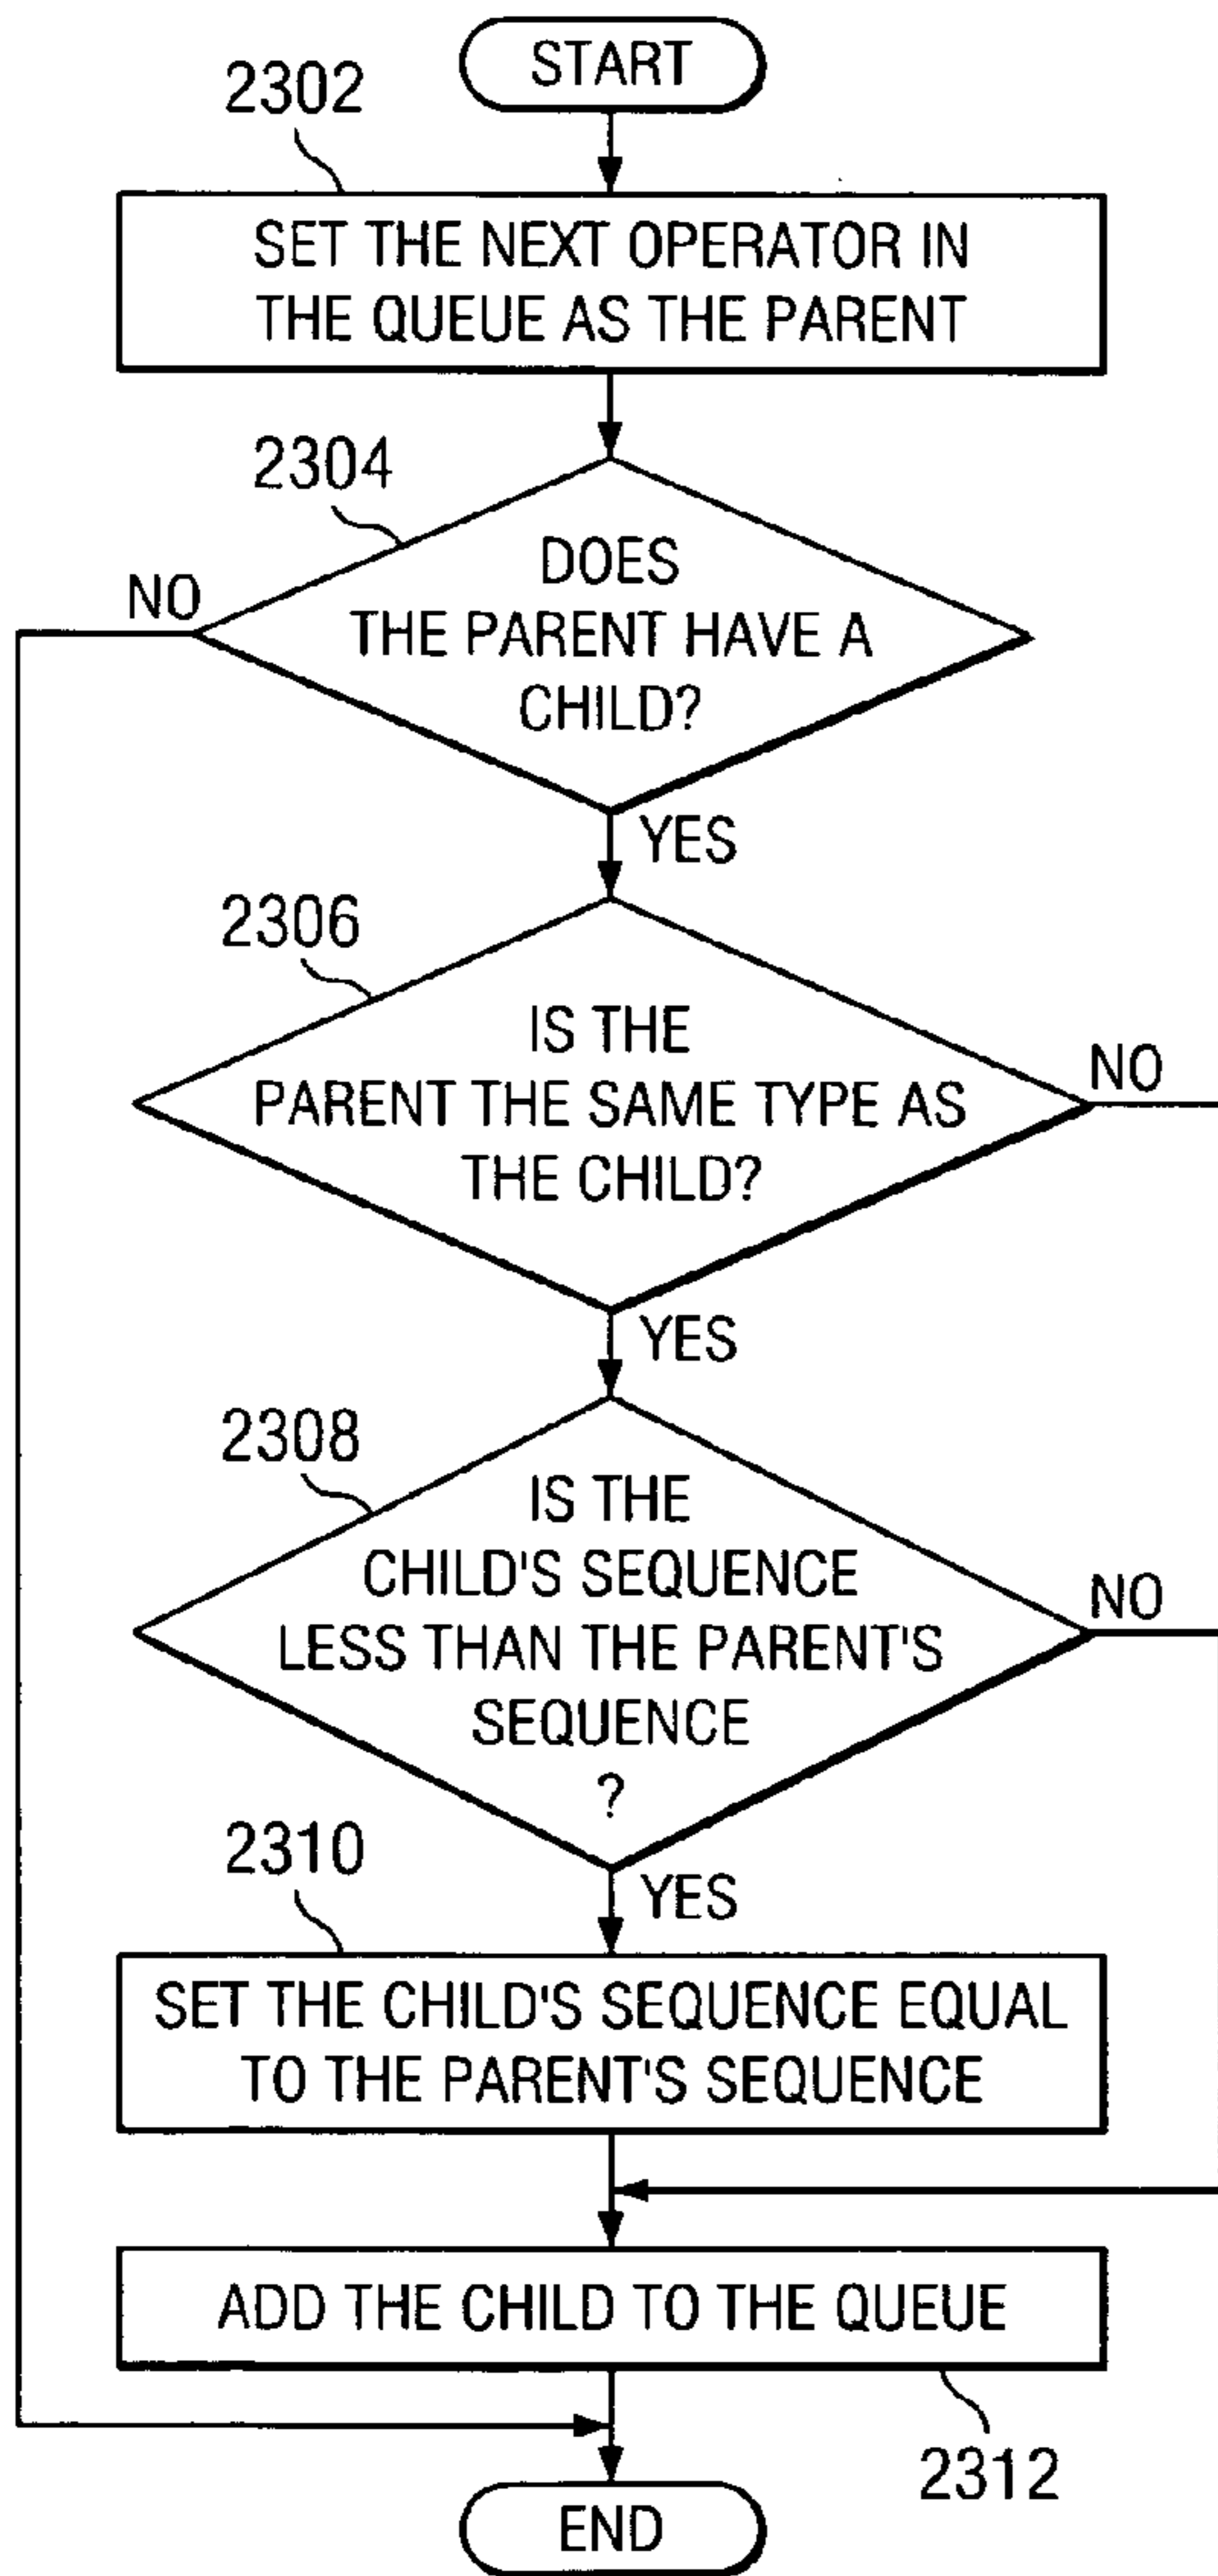 START
2302
SET THE NEXT OPERATOR IN
THE QUEUE AS THE PARENT
2304
NO
DOES
THE PARENT HAVE A
CHILD?
YES
2306
IS THE
PARENT THE SAME TYPE AS
THE CHILD?
NO
YES
2308
IS THE
CHILD'S SEQUENCE
LESS THAN THE PARENT'S
SEQUENCE
?
NO
2310
YES
SET THE CHILD'S SEQUENCE EQUAL
TO THE PARENT'S SEQUENCE
ADD THE CHILD TO THE QUEUE
2312
END